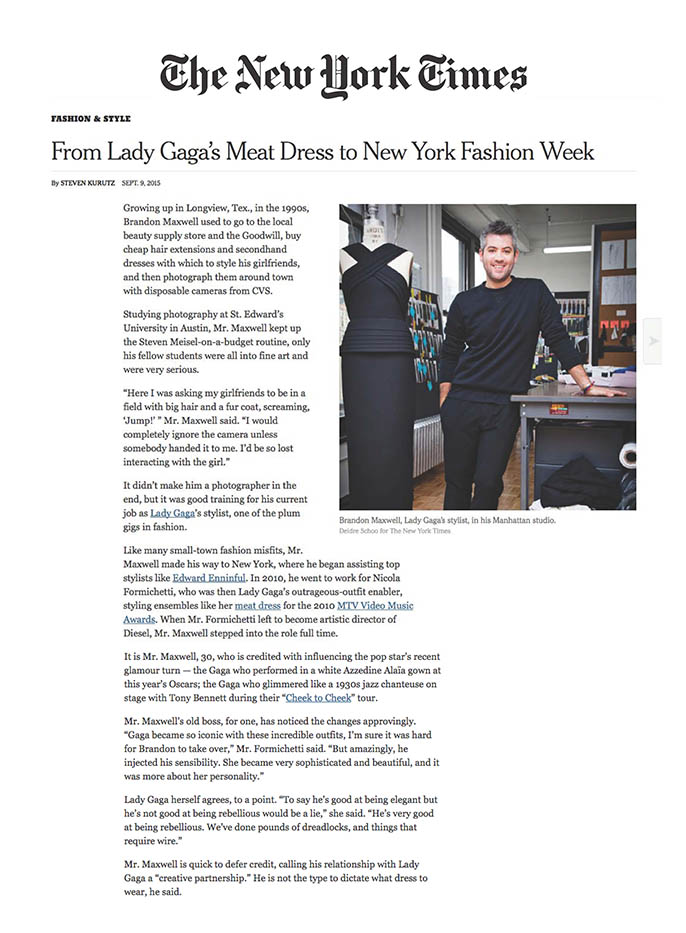 The New York Times
FASHION & STYLE
From Lady Gaga's Meat Dress to New York Fashion Week
By STEVEN KURUTZ SEPT. 9, 2015
Growing up in Longview, Tex., in the 1990s,
Brandon Maxwell used to go to the local
beauty supply store and the Goodwill, buy
cheap hair extensions and secondhand
dresses with which to style his girlfriends,
and then photograph them around town
with disposable cameras from CVS.
Studying photography at St. Edward's
University in Austin, Mr. Maxwell kept up
the Steven Meisel-on-a-budget routine, only
his fellow students were all into fine art and
were very serious.
“Here I was asking my girlfriends to be in a
field with big hair and a fur coat, screaming,
‘Jump!’ ” Mr. Maxwell said. “I would
completely ignore the camera unless
somebody handed it to me. I'd be so lost
interacting with the girl.”
It didn't make him a photographer in the
end, but it was good training for his current
job as Lady Gaga's stylist, one of the plum
gigs in fashion.
Brandon Maxwell, Lady Gaga's stylist, in his Manhattan studio.
Deidre Schoo for The New York Times
Like many small-town fashion misfits, Mr.
Maxwell made his way to New York, where he began assisting top
stylists like Edward Enninful. In 2010, he went to work for Nicola
Formichetti, who was then Lady Gaga's outrageous-outfit enabler,
styling ensembles like her meat dress for the 2010 MTV Video Music
Awards. When Mr. Formichetti left to become artistic director of
Diesel, Mr. Maxwell stepped into the role full time.
It is Mr. Maxwell, 30, who is credited with influencing the pop star's recent
glamour turn — the Gaga who performed in a white Azzedine Alaïa gown at
this year's Oscars; the Gaga who glimmered like a 1930s jazz chanteuse on
stage with Tony Bennett during their “Cheek to Cheek” tour.
Mr. Maxwell's old boss, for one, has noticed the changes approvingly.
“Gaga became so iconic with these incredible outfits, I'm sure it was hard
for Brandon to take over,” Mr. Formichetti said. “But amazingly, he
injected his sensibility. She became very sophisticated and beautiful, and it
was more about her personality.”
Lady Gaga herself agrees, to a point. “To say he's good at being elegant but
he's not good at being rebellious would be a lie,” she said. “He's very good
at being rebellious. We've done pounds of dreadlocks, and things that
require wire.”
Mr. Maxwell is quick to defer credit, calling his relationship with Lady
Gaga a “creative partnership.” He is not the type to dictate what dress to
wear, he said.